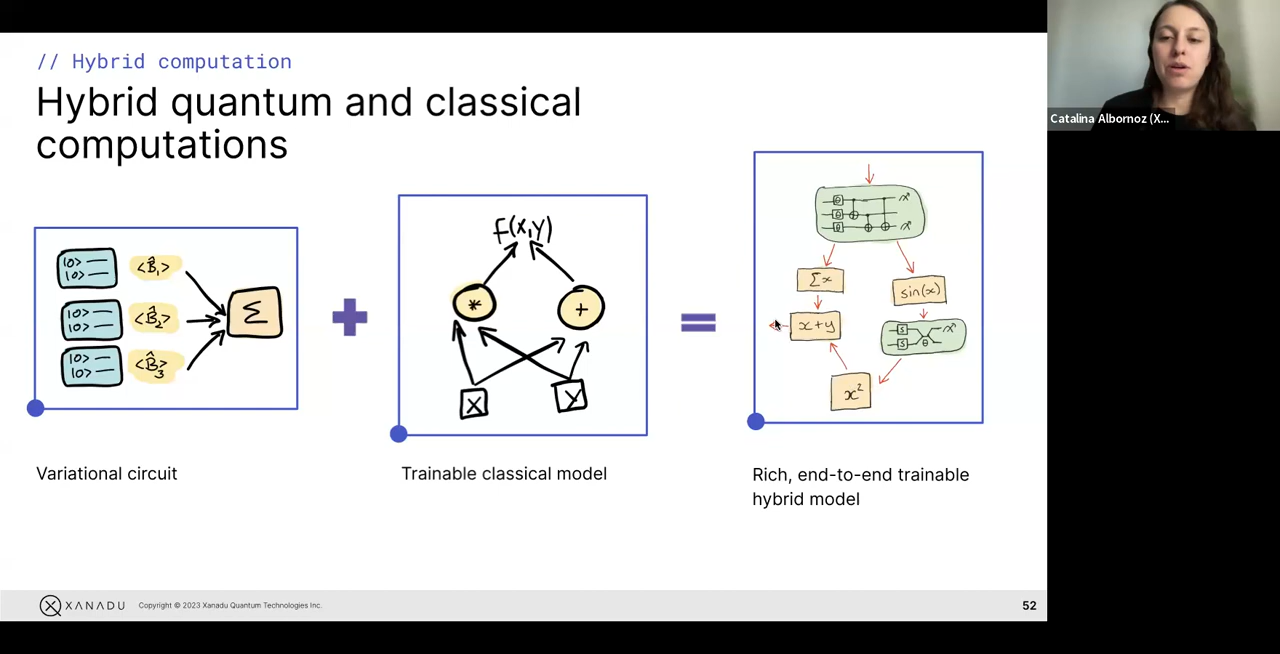 // Hybrid computation
Hybrid quantum and classical
computations
Catalina Albornoz (X...
|0> <B̂₁>
|0>
|0> <B̂₂>
|0>
|0> <B̂₃>
|0>
Σ
F(x,y)
* +
X y
θ
θ
θ
Σx
sin(x)
x+y
S
S θ
x²
Variational circuit
Trainable classical model
Rich, end-to-end trainable
hybrid model
XANADU Copyright © 2023 Xanadu Quantum Technologies Inc. 52